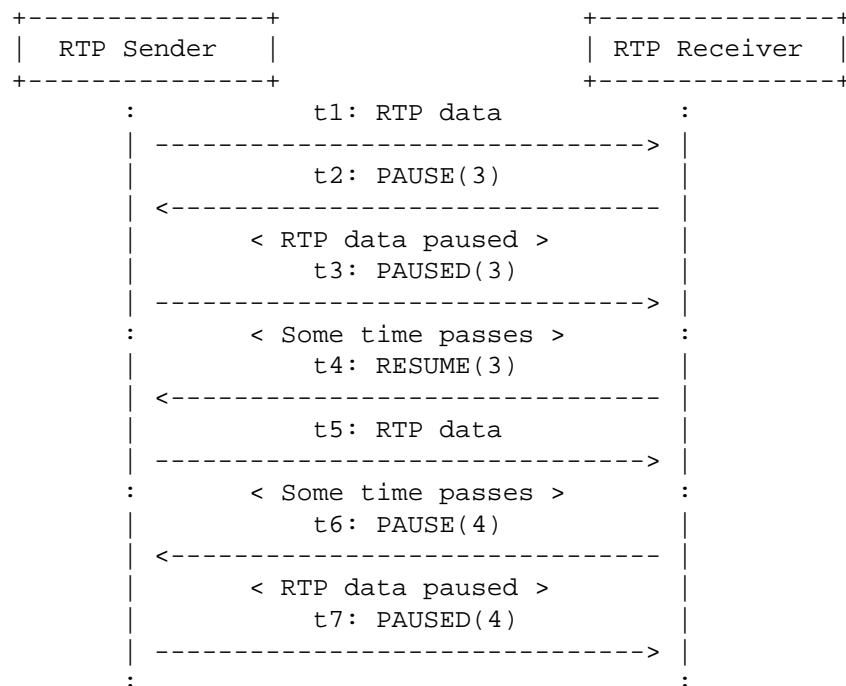 +---------------+                   +---------------+
|  RTP Sender   |                   | RTP Receiver  |
+---------------+                   +---------------+
       :           t1: RTP data           :
       | -------------------------------> |
       |           t2: PAUSE(3)           |
       | <------------------------------- |
       |       < RTP data paused >        |
       |           t3: PAUSED(3)          |
       | -------------------------------> |
       :       < Some time passes >       :
       |           t4: RESUME(3)          |
       | <------------------------------- |
       |           t5: RTP data           |
       | -------------------------------> |
       :       < Some time passes >       :
       |           t6: PAUSE(4)           |
       | <------------------------------- |
       |       < RTP data paused >        |
       |           t7: PAUSED(4)          |
       | -------------------------------> |
       :                                  :